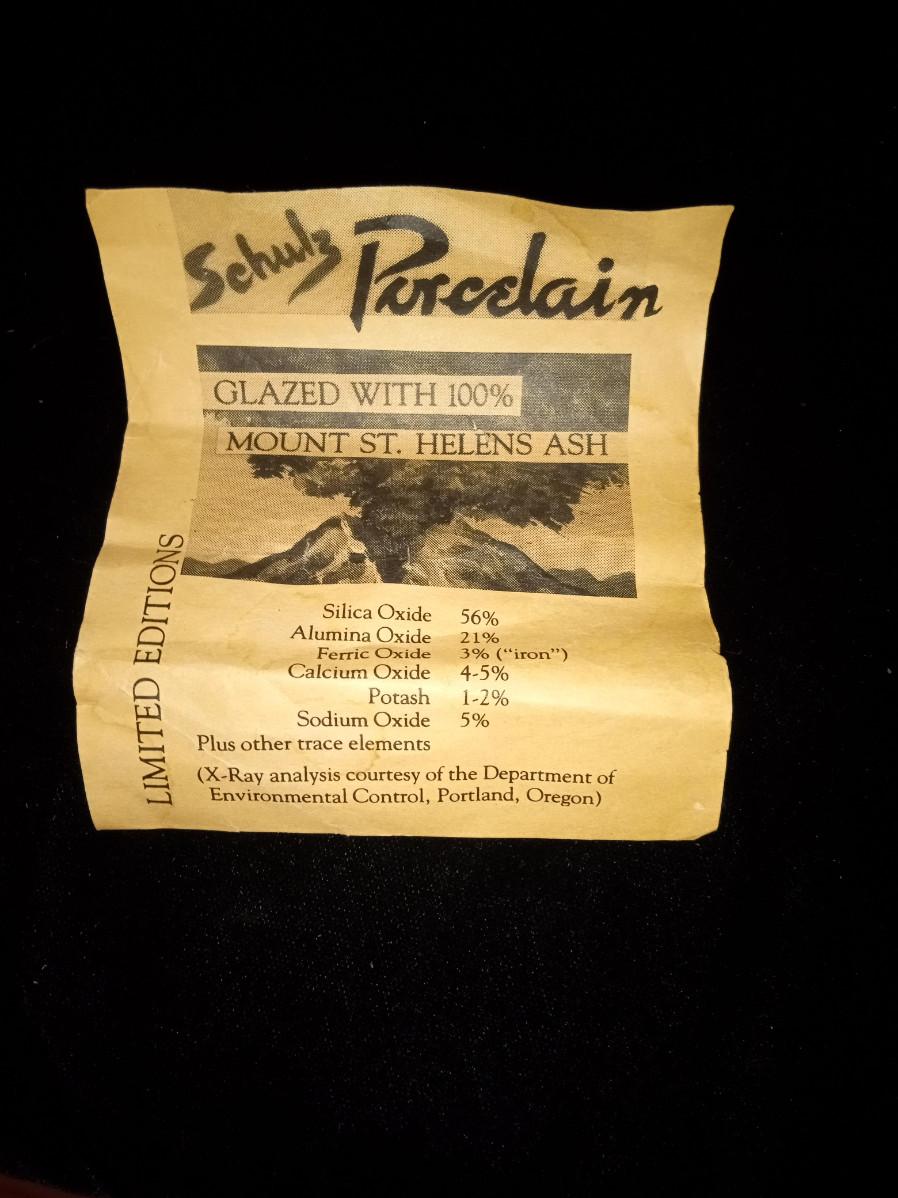 Schulz Porcelain
GLAZED WITH 100%
MOUNT ST. HELENS ASH
LIMITED EDITIONS
Silica Oxide 56%
Alumina Oxide 21%
Ferric Oxide 3% ("iron")
Calcium Oxide 4-5%
Potash 1-2%
Sodium Oxide 5%
Plus other trace elements
(X-Ray analysis courtesy of the Department of
Environmental Control, Portland, Oregon)